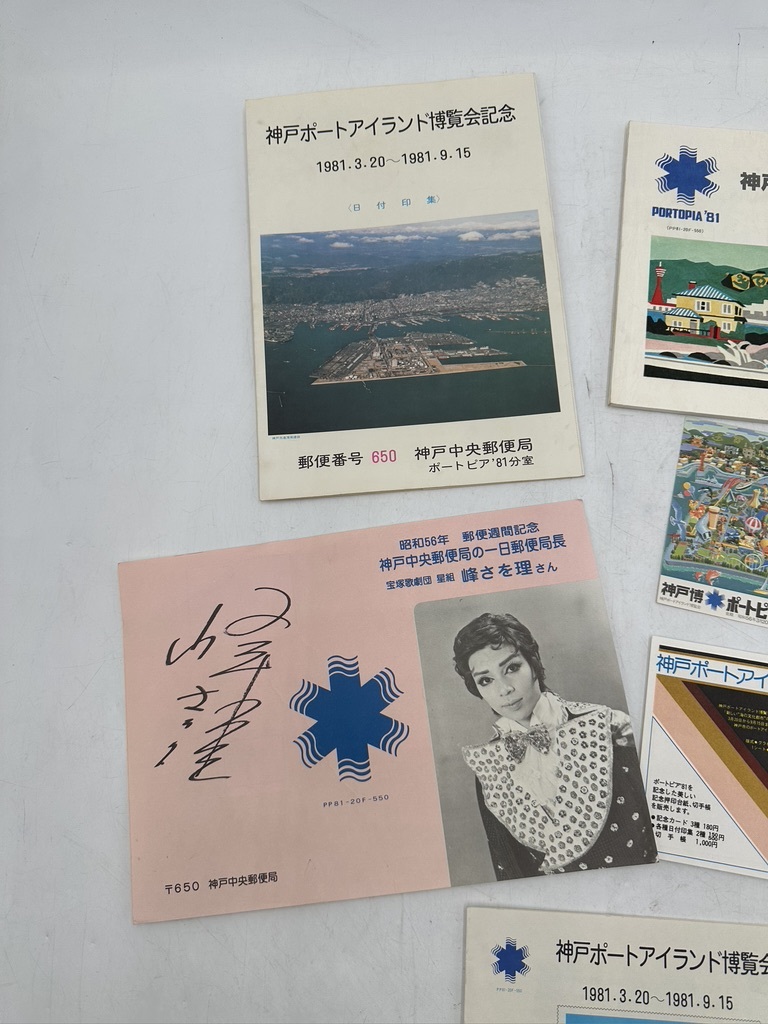 神戸ポートアイランド博覧会記念
1981.3.20〜1981.9.15
〈日付印集〉
郵便番号 650 神戸中央郵便局
ポートピア'81分室
PORTOPIA '81
(PP81-20F-550)
昭和56年 郵便週間記念
神戸中央郵便局の一日郵便局長
宝塚歌劇団 星組 峰さを理さん
PP81-20F-550
〒650 神戸中央郵便局
神戸博
神戸ポートアイ
ポートピア'81を
記念した美しい
記念押印台紙、切手帳
を販売します。
●記念カード 3種 180円
●各種日付印集 2種 150円
切手帳 1,000円
神戸ポートアイランド博覧会
1981.3.20〜1981.9.15